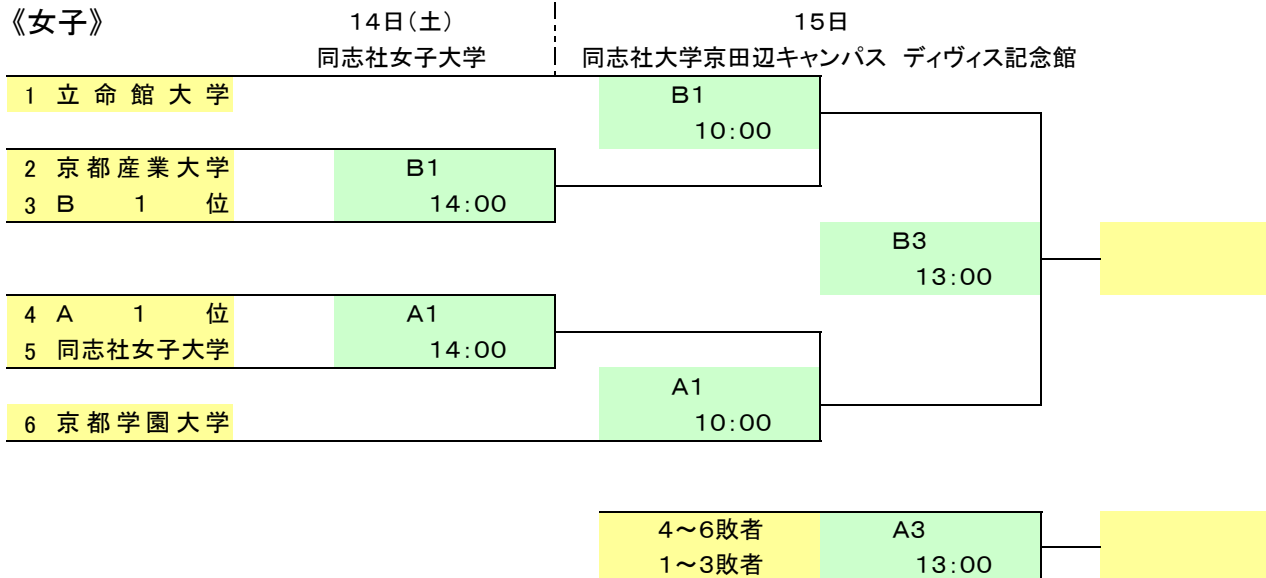 《女子》 14日(土) 15日
同志社女子大学 同志社大学京田辺キャンパス ディヴィス記念館
1 立命館大学 B1
10:00
2 京都産業大学 B1
3 B 1 位 14:00
B3
13:00
4 A 1 位 A1
5 同志社女子大学 14:00
A1
6 京都学園大学 10:00
4～6敗者 A3
1～3敗者 13:00